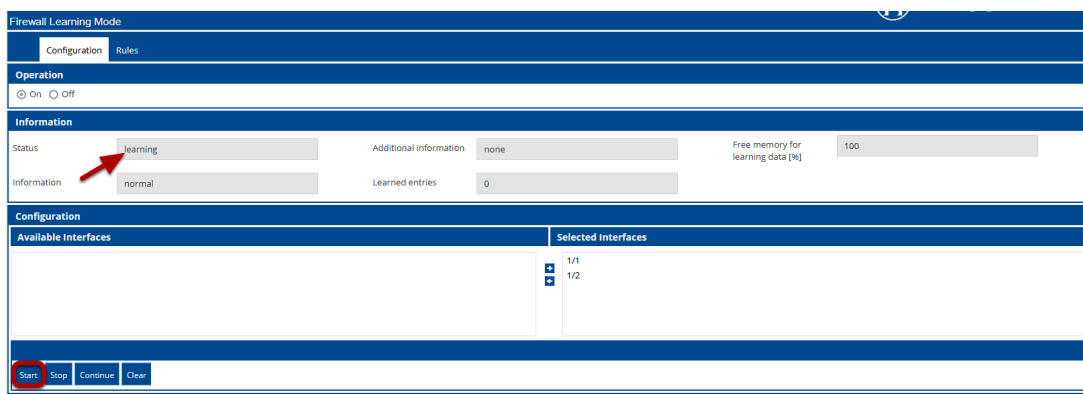 Firewall Learning Mode
Configuration Rules
Operation
On Off
Information
Status learning Additional information none Free memory for learning data [%] 100
Information normal Learned entries 0
Configuration
Available Interfaces Selected Interfaces
1/1
1/2
Start Stop Continue Clear